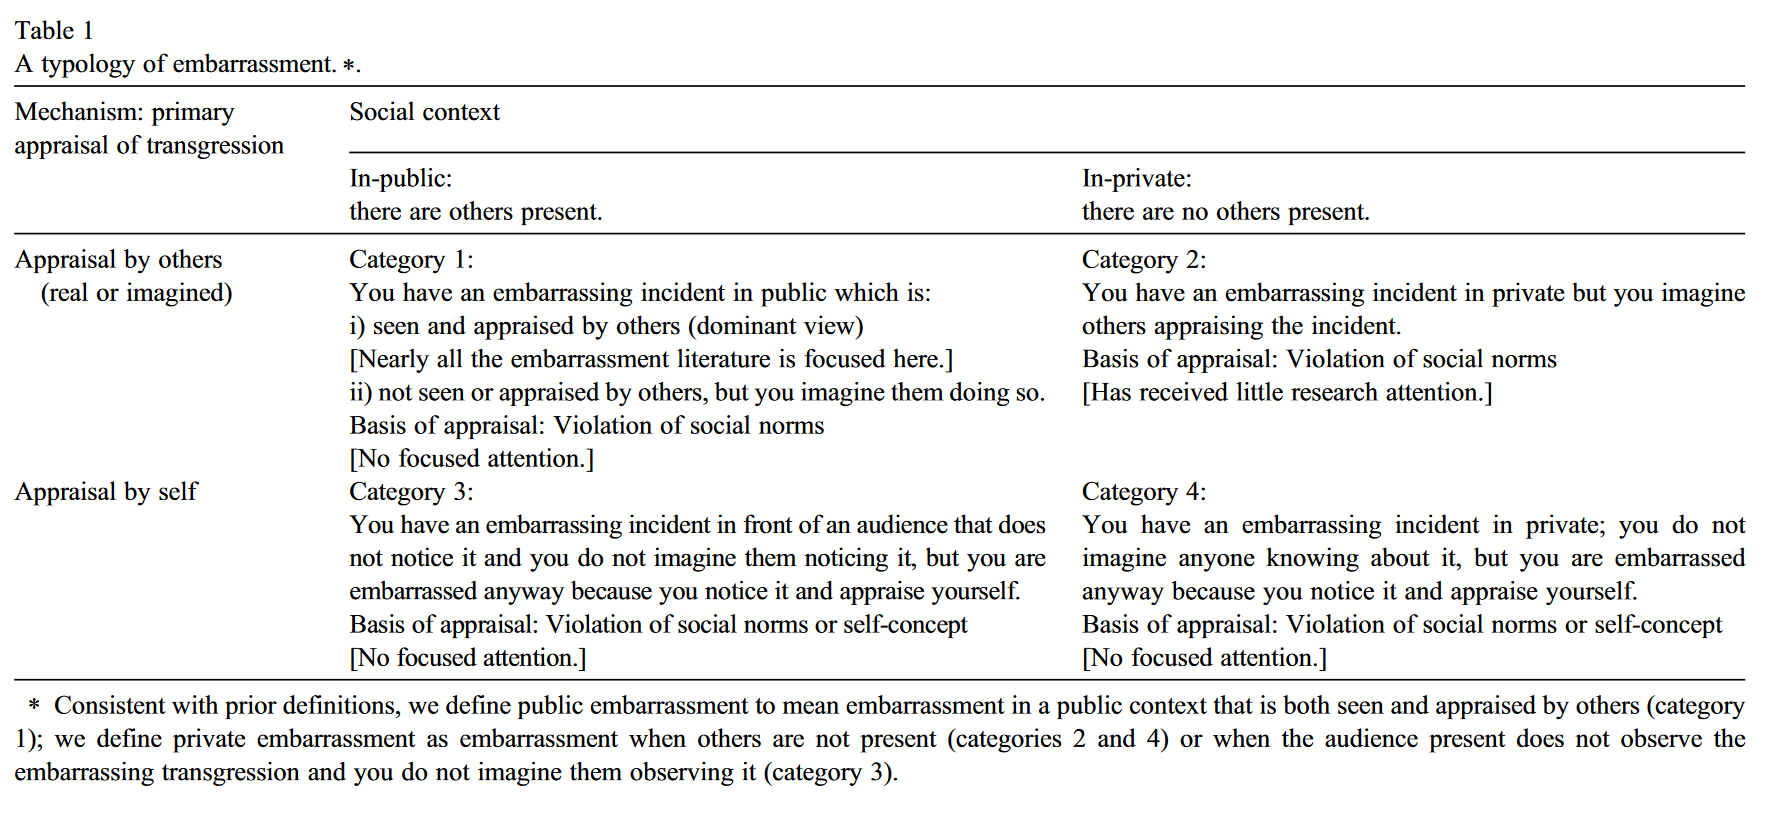 Table 1
A typology of embarrassment. *.
Mechanism: primary
appraisal of transgression
Social context
In-public:
there are others present.
In-private:
there are no others present.
Appraisal by others
(real or imagined)
Category 1:
You have an embarrassing incident in public which is:
i) seen and appraised by others (dominant view)
[Nearly all the embarrassment literature is focused here.]
ii) not seen or appraised by others, but you imagine them doing so.
Basis of appraisal: Violation of social norms
[No focused attention.]
Category 2:
You have an embarrassing incident in private but you imagine
others appraising the incident.
Basis of appraisal: Violation of social norms
[Has received little research attention.]
Appraisal by self
Category 3:
You have an embarrassing incident in front of an audience that does
not notice it and you do not imagine them noticing it, but you are
embarrassed anyway because you notice it and appraise yourself.
Basis of appraisal: Violation of social norms or self-concept
[No focused attention.]
Category 4:
You have an embarrassing incident in private; you do not
imagine anyone knowing about it, but you are embarrassed
anyway because you notice it and appraise yourself.
Basis of appraisal: Violation of social norms or self-concept
[No focused attention.]
* Consistent with prior definitions, we define public embarrassment to mean embarrassment in a public context that is both seen and appraised by others (category
1); we define private embarrassment as embarrassment when others are not present (categories 2 and 4) or when the audience present does not observe the
embarrassing transgression and you do not imagine them observing it (category 3).